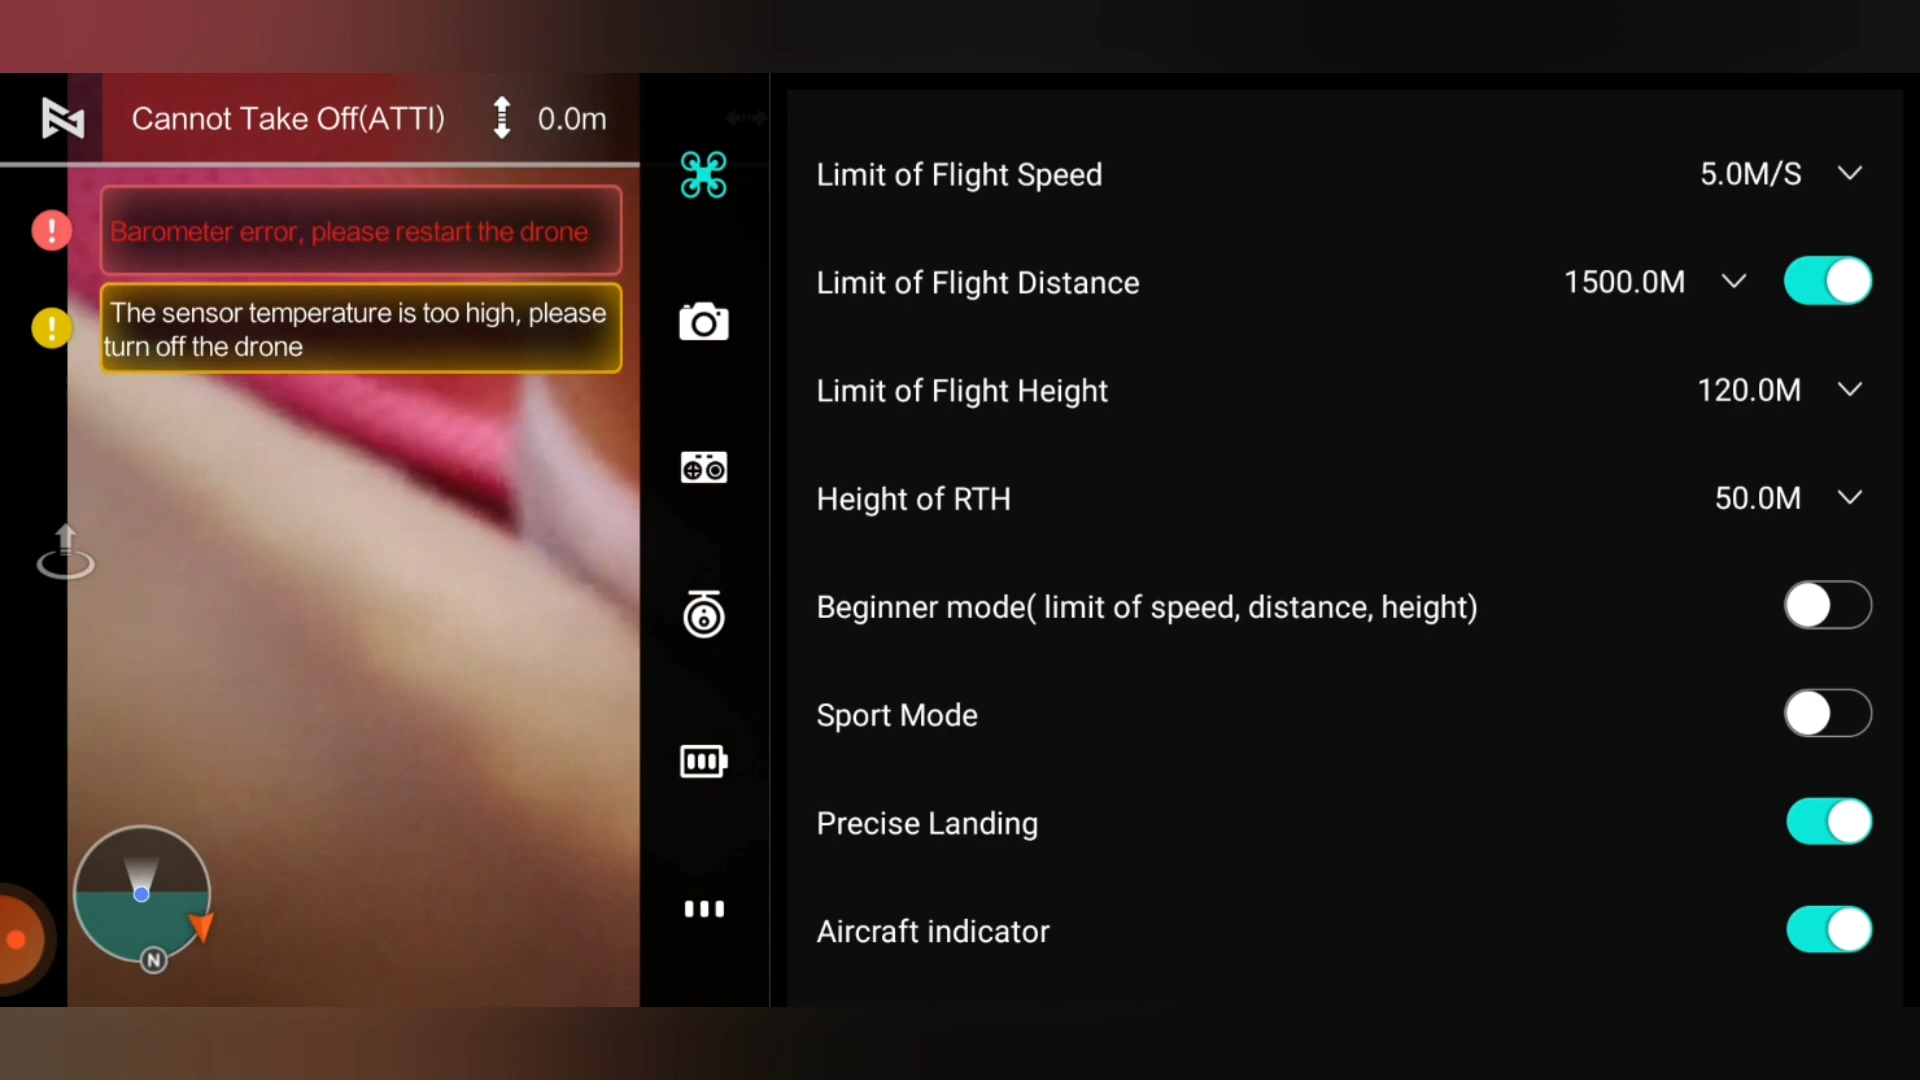 Cannot Take Off(ATTI) 0.0m
Barometer error, please restart the drone
The sensor temperature is too high, please
turn off the drone
N
Limit of Flight Speed 5.0M/S
Limit of Flight Distance 1500.0M
Limit of Flight Height 120.0M
Height of RTH 50.0M
Beginner mode( limit of speed, distance, height)
Sport Mode
Precise Landing
Aircraft indicator